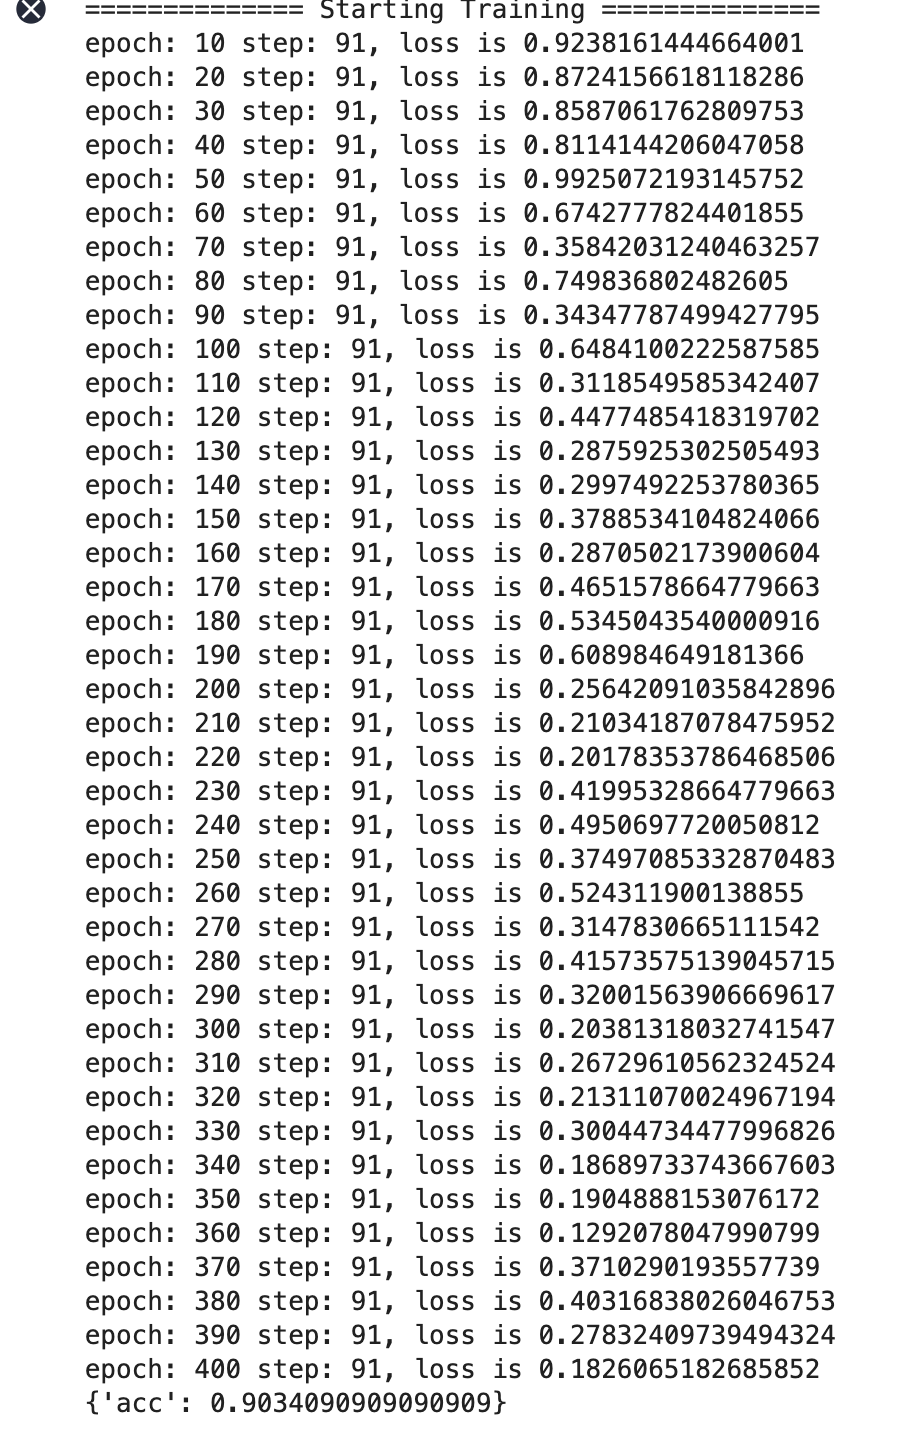 ============== Starting Training ==============
epoch: 10 step: 91, loss is 0.9238161444664001
epoch: 20 step: 91, loss is 0.8724156618118286
epoch: 30 step: 91, loss is 0.8587061762809753
epoch: 40 step: 91, loss is 0.8114144206047058
epoch: 50 step: 91, loss is 0.9925072193145752
epoch: 60 step: 91, loss is 0.6742777824401855
epoch: 70 step: 91, loss is 0.35842031240463257
epoch: 80 step: 91, loss is 0.749836802482605
epoch: 90 step: 91, loss is 0.34347787499427795
epoch: 100 step: 91, loss is 0.6484100222587585
epoch: 110 step: 91, loss is 0.3118549585342407
epoch: 120 step: 91, loss is 0.4477485418319702
epoch: 130 step: 91, loss is 0.2875925302505493
epoch: 140 step: 91, loss is 0.2997492253780365
epoch: 150 step: 91, loss is 0.3788534104824066
epoch: 160 step: 91, loss is 0.2870502173900604
epoch: 170 step: 91, loss is 0.4651578664779663
epoch: 180 step: 91, loss is 0.5345043540000916
epoch: 190 step: 91, loss is 0.608984649181366
epoch: 200 step: 91, loss is 0.25642091035842896
epoch: 210 step: 91, loss is 0.21034187078475952
epoch: 220 step: 91, loss is 0.20178353786468506
epoch: 230 step: 91, loss is 0.41995328664779663
epoch: 240 step: 91, loss is 0.4950697720050812
epoch: 250 step: 91, loss is 0.37497085332870483
epoch: 260 step: 91, loss is 0.524311900138855
epoch: 270 step: 91, loss is 0.3147830665111542
epoch: 280 step: 91, loss is 0.41573575139045715
epoch: 290 step: 91, loss is 0.32001563906669617
epoch: 300 step: 91, loss is 0.20381318032741547
epoch: 310 step: 91, loss is 0.26729610562324524
epoch: 320 step: 91, loss is 0.21311070024967194
epoch: 330 step: 91, loss is 0.30044734477996826
epoch: 340 step: 91, loss is 0.18689733743667603
epoch: 350 step: 91, loss is 0.1904888153076172
epoch: 360 step: 91, loss is 0.1292078047990799
epoch: 370 step: 91, loss is 0.3710290193557739
epoch: 380 step: 91, loss is 0.40316838026046753
epoch: 390 step: 91, loss is 0.27832409739494324
epoch: 400 step: 91, loss is 0.1826065182685852
{'acc': 0.9034090909090909}